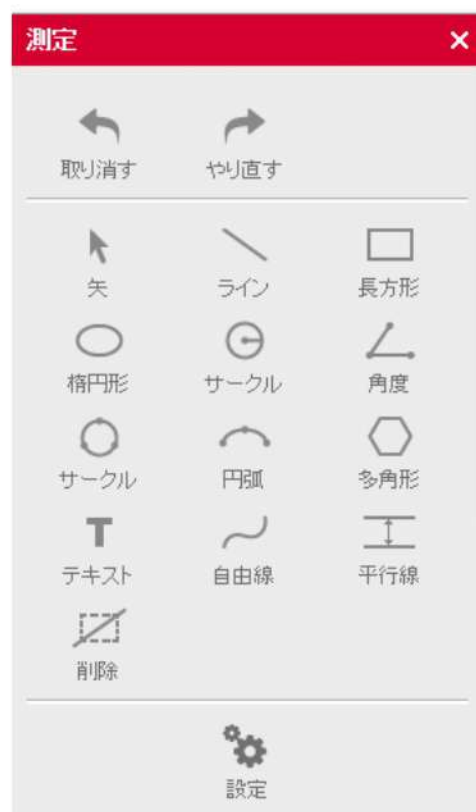 測定
取り消す やり直す
矢 ライン 長方形
楕円形 サークル 角度
サークル 円弧 多角形
T
テキスト 自由線 平行線
削除
設定